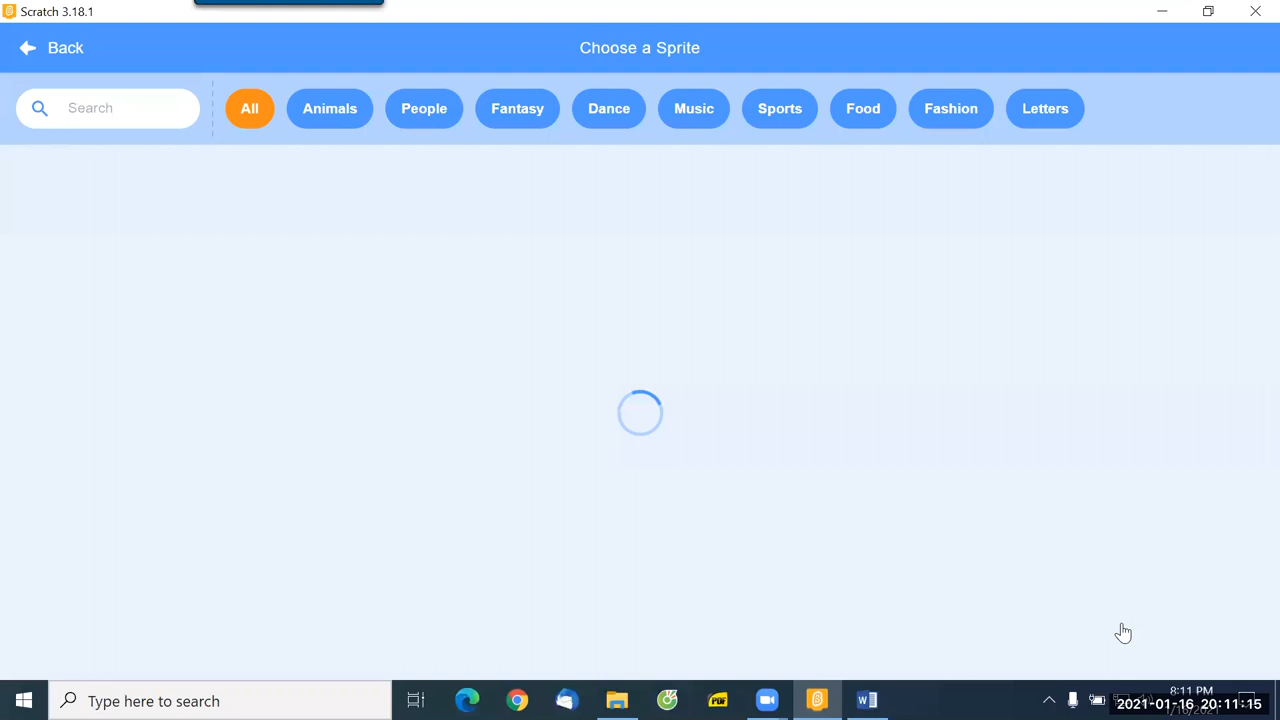 Scratch 3.18.1
Back
Choose a Sprite
Search
All
Animals
People
Fantasy
Dance
Music
Sports
Food
Fashion
Letters
Type here to search
PDF
8:11 PM
2021-01-16 20:11:15